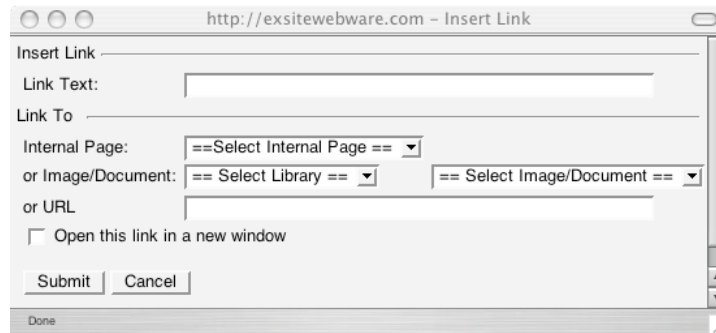 http://exsitewebware.com – Insert Link
Insert Link
Link Text:
Link To
Internal Page: ==Select Internal Page ==
or Image/Document: == Select Library == == Select Image/Document ==
or URL
Open this link in a new window
Submit Cancel
Done